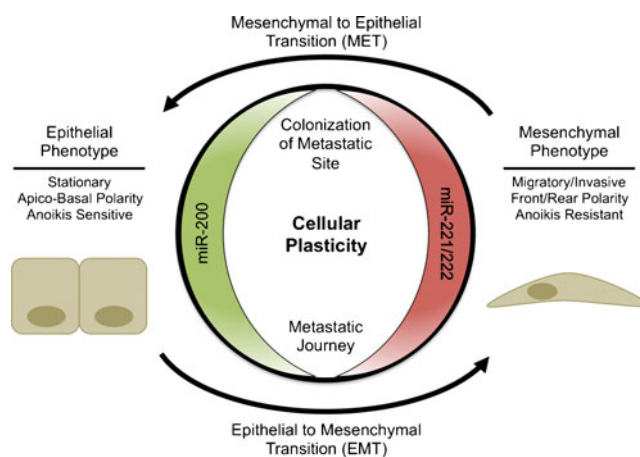 Mesenchymal to Epithelial
Transition (MET)
Epithelial
Phenotype
Stationary
Apico-Basal Polarity
Anoikis Sensitive
miR-200
Colonization
of Metastatic
Site
Cellular
Plasticity
Metastatic
Journey
miR-221/222
Mesenchymal
Phenotype
Migratory/Invasive
Front/Rear Polarity
Anoikis Resistant
Epithelial to Mesenchymal
Transition (EMT)